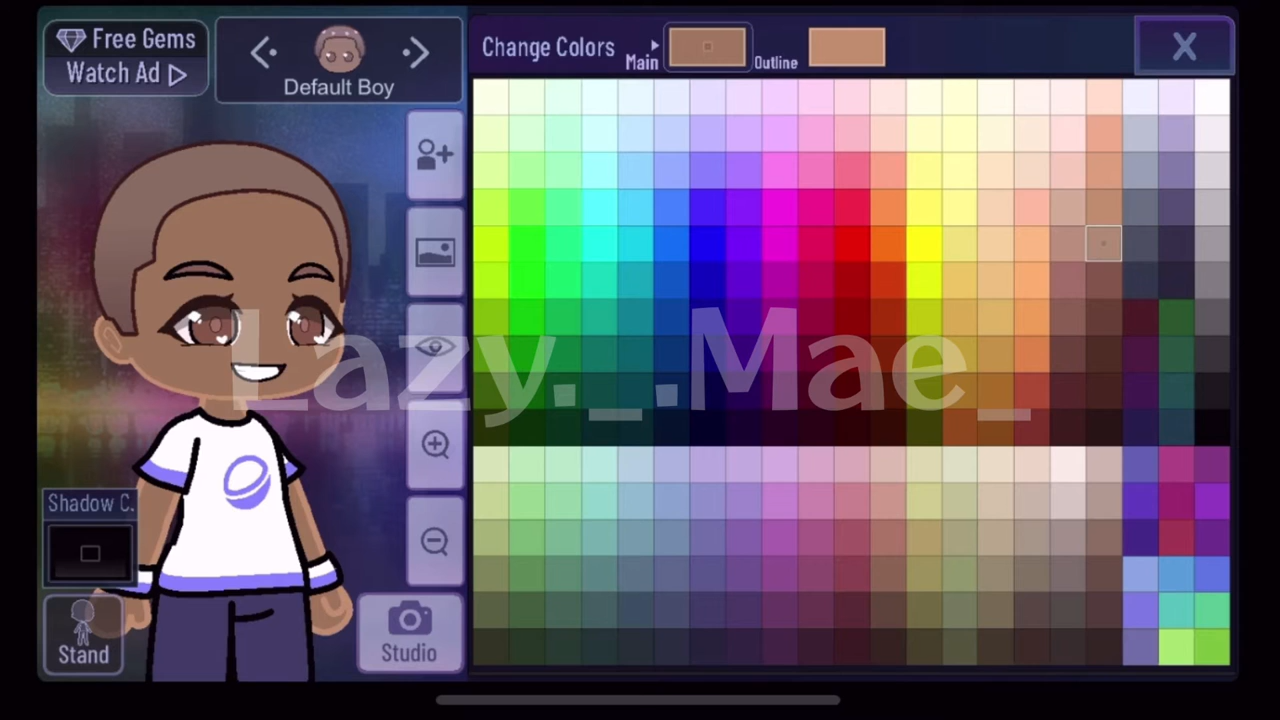 Free Gems
Watch Ad
Default Boy
Change Colors
Main
Outline
X
Lazy._.Mae_
Shadow C.
Stand
Studio